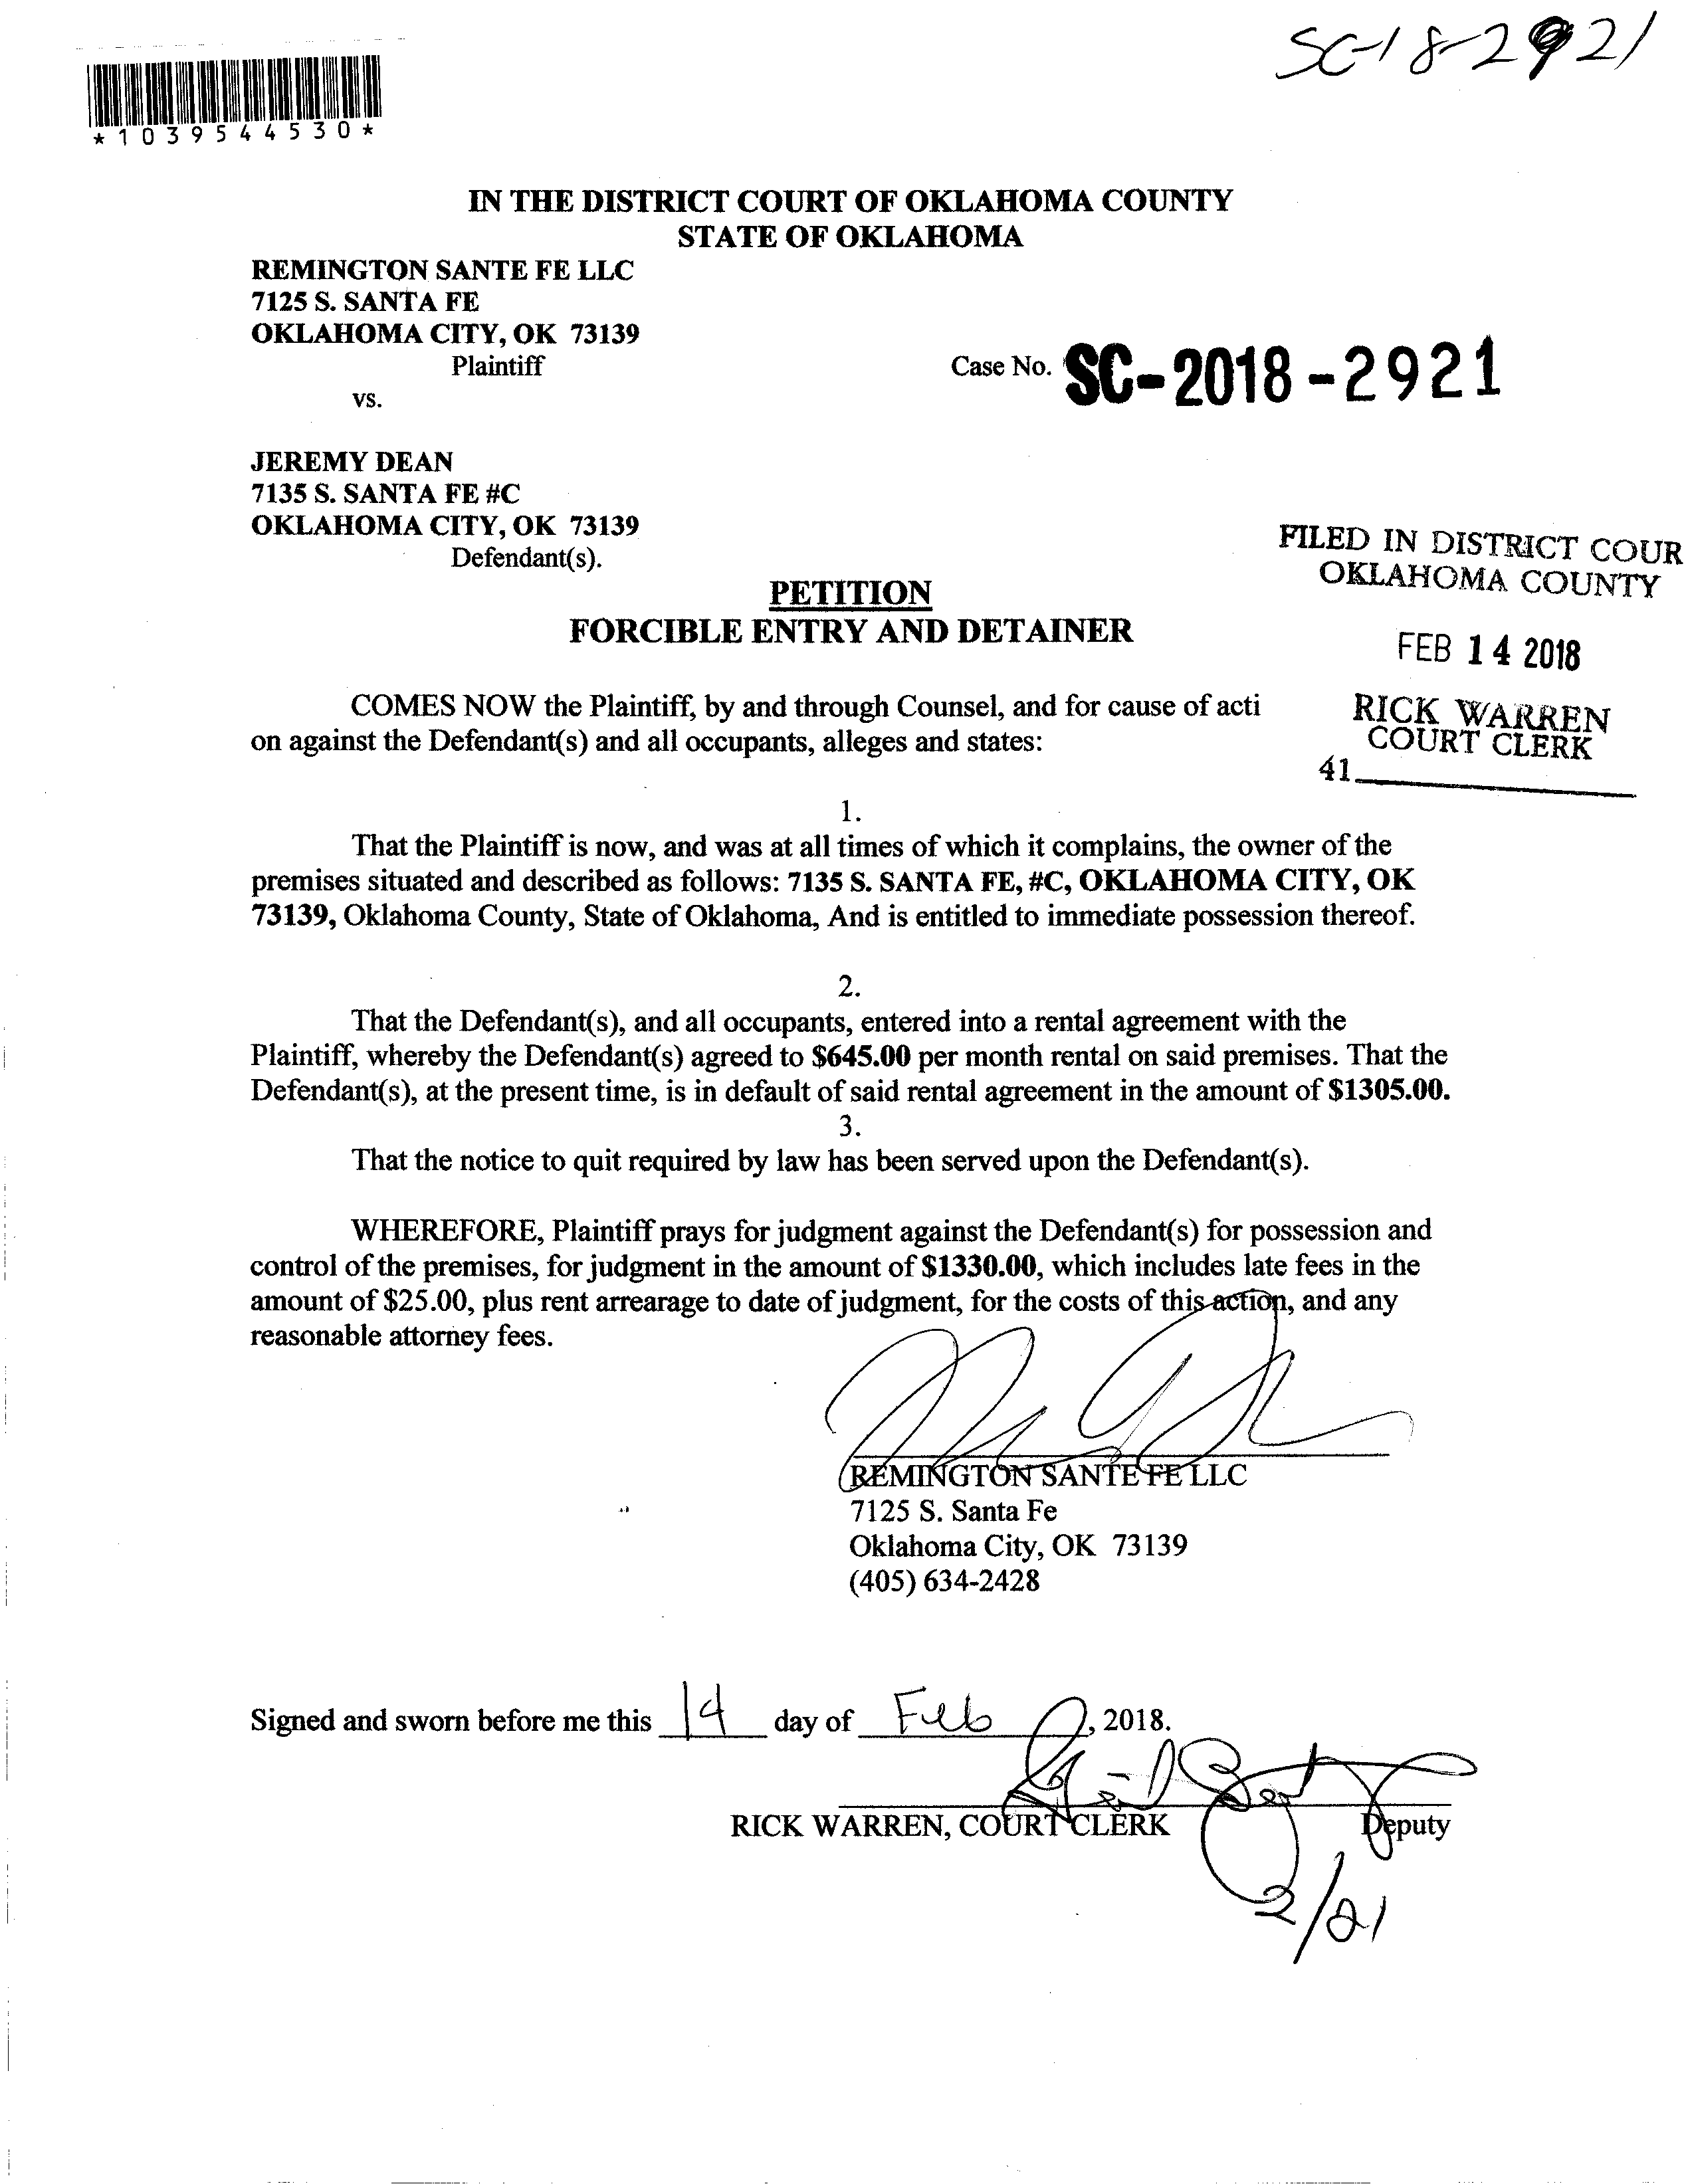 SC-18-2921
*1039544530*
IN THE DISTRICT COURT OF OKLAHOMA COUNTY
STATE OF OKLAHOMA
REMINGTON SANTE FE LLC
7125 S. SANTA FE
OKLAHOMA CITY, OK 73139
Plaintiff
Case No. SC-2018-2921
vs.
JEREMY DEAN
7135 S. SANTA FE #C
OKLAHOMA CITY, OK 73139
Defendant(s).
FILED IN DISTRICT COUR
OKLAHOMA COUNTY
PETITION
FORCIBLE ENTRY AND DETAINER
FEB 14 2018
RICK WARREN
COURT CLERK
41
COMES NOW the Plaintiff, by and through Counsel, and for cause of acti
on against the Defendant(s) and all occupants, alleges and states:
1.
That the Plaintiff is now, and was at all times of which it complains, the owner of the
premises situated and described as follows: 7135 S. SANTA FE, #C, OKLAHOMA CITY, OK
73139, Oklahoma County, State of Oklahoma, And is entitled to immediate possession thereof.
2.
That the Defendant(s), and all occupants, entered into a rental agreement with the
Plaintiff, whereby the Defendant(s) agreed to $645.00 per month rental on said premises. That the
Defendant(s), at the present time, is in default of said rental agreement in the amount of $1305.00.
3.
That the notice to quit required by law has been served upon the Defendant(s).
WHEREFORE, Plaintiff prays for judgment against the Defendant(s) for possession and
control of the premises, for judgment in the amount of $1330.00, which includes late fees in the
amount of $25.00, plus rent arrearage to date of judgment, for the costs of this action, and any
reasonable attorney fees.
REMINGTON SANTE FE LLC
7125 S. Santa Fe
Oklahoma City, OK 73139
(405) 634-2428
Signed and sworn before me this 14 day of Feb, 2018.
RICK WARREN, COURT CLERK Deputy
2/21